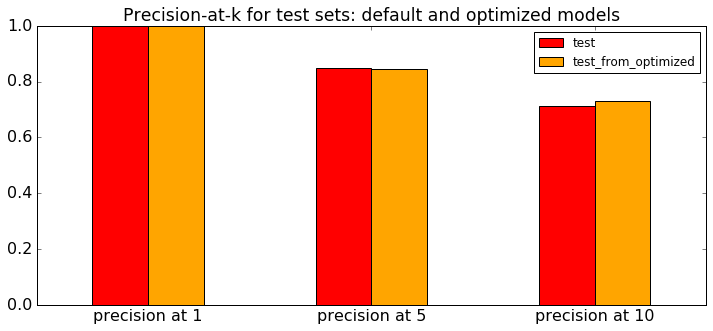 Precision-at-k for test sets: default and optimized models
1.0
0.8
0.6
0.4
0.2
0.0
test
test_from_optimized
precision at 1
precision at 5
precision at 10